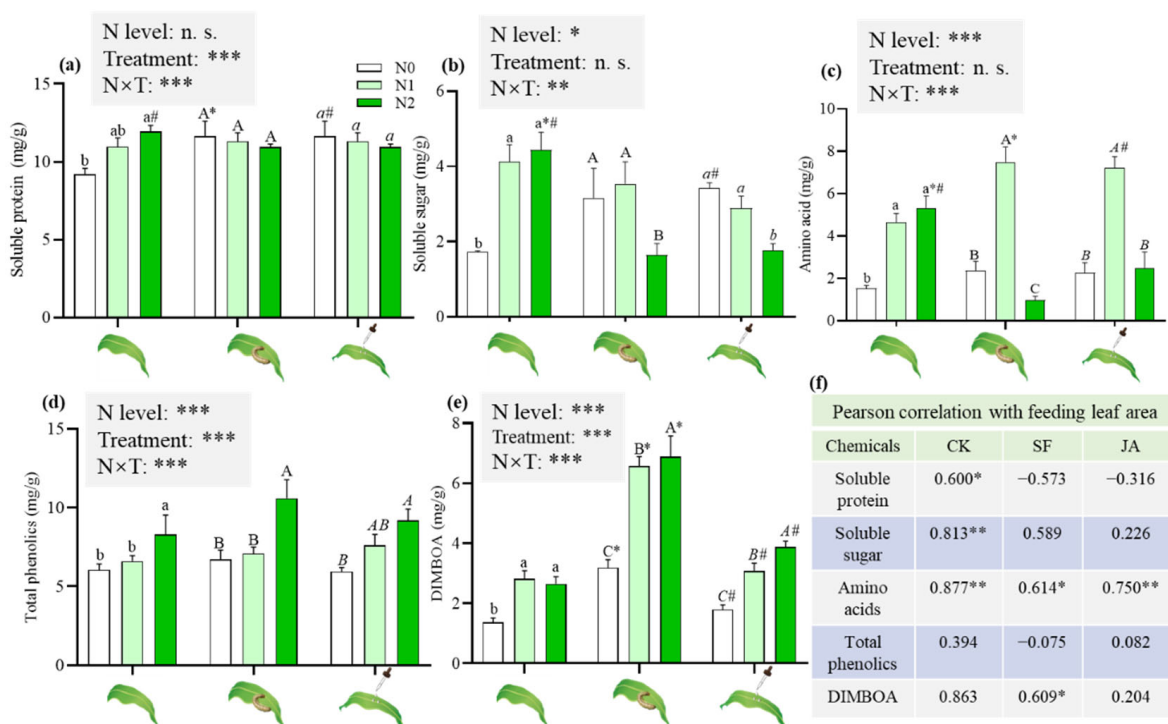 N level: n. s.
Treatment: ***
N×T: ***
(a)
N0
N1
N2
Soluble protein (mg/g)
15
10
5
0
b
ab
a#
A*
A
A
a#
a
a
N level: *
Treatment: n. s.
N×T: **
(b)
Soluble sugar (mg/g)
6
4
2
0
b
a
a*#
A
A
B
a#
a
b
N level: ***
Treatment: n. s.
N×T: ***
(c)
Amino acid (mg/g)
8
6
4
2
0
b
a
a*#
B
A*
C
B
A#
B
N level: ***
Treatment: ***
N×T: ***
(d)
Total phenolics (mg/g)
15
10
5
0
b
b
a
B
B
A
B
AB
A
N level: ***
Treatment: ***
N×T: ***
(e)
DIMBOA (mg/g)
8
6
4
2
0
b
a
a
C*
B*
A*
C#
B#
A#
(f)
Pearson correlation with feeding leaf area
Chemicals CK SF JA
Soluble
protein 0.600* −0.573 −0.316
Soluble
sugar 0.813** 0.589 0.226
Amino
acids 0.877** 0.614* 0.750**
Total
phenolics 0.394 −0.075 0.082
DIMBOA 0.863 0.609* 0.204